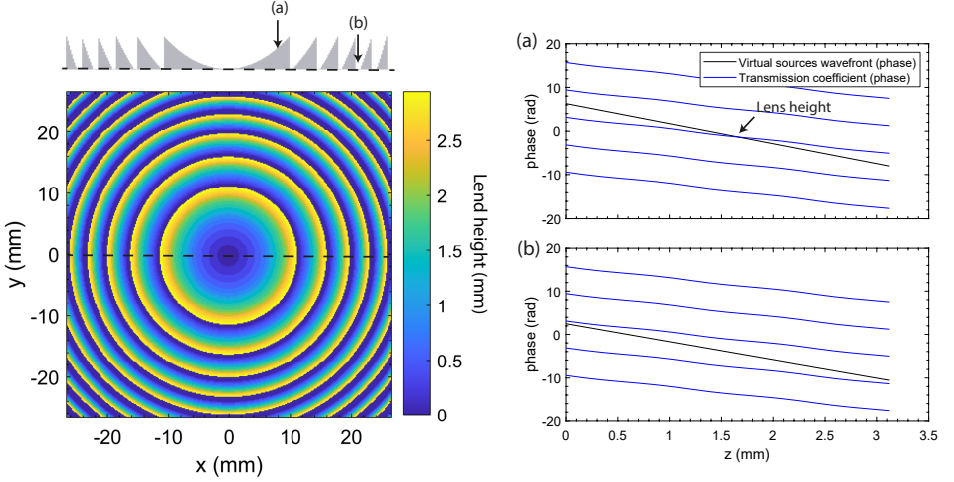 (a)
(b)
20
10
0
-10
-20
y (mm)
-20
-10
0
10
20
x (mm)
2.5
2
1.5
1
0.5
0
Lend height (mm)
(a)
20
10
0
-10
-20
phase (rad)
Virtual sources wavefront (phase)
Transmission coefficient (phase)
Lens height
(b)
20
10
0
-10
-20
phase (rad)
0
0.5
1
1.5
2
2.5
3
3.5
z (mm)